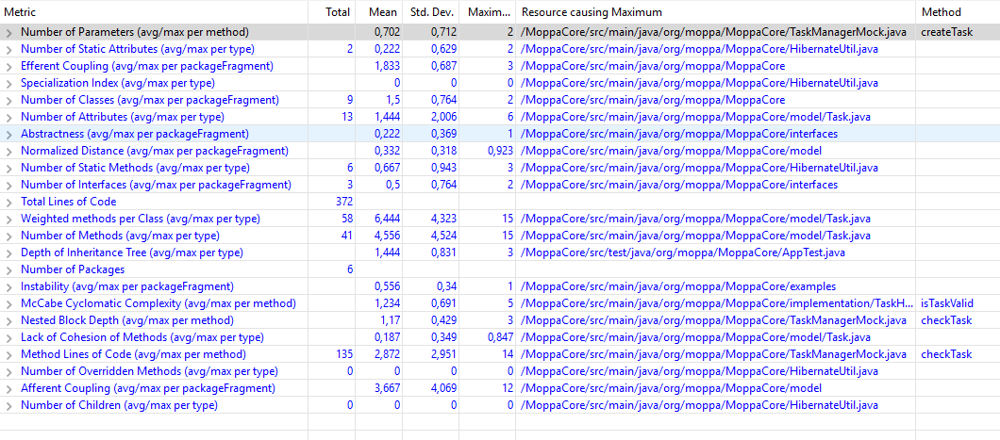 Metric Total Mean Std. Dev. Maxim... Resource causing Maximum Method
Number of Parameters (avg/max per method) 0,702 0,712 2 /MoppaCore/src/main/java/org/moppa/MoppaCore/TaskManagerMock.java createTask
Number of Static Attributes (avg/max per type) 2 0,222 0,629 2 /MoppaCore/src/main/java/org/moppa/MoppaCore/HibernateUtil.java
Efferent Coupling (avg/max per packageFragment) 1,833 0,687 3 /MoppaCore/src/main/java/org/moppa/MoppaCore
Specialization Index (avg/max per type) 0 0 0 /MoppaCore/src/main/java/org/moppa/MoppaCore/HibernateUtil.java
Number of Classes (avg/max per packageFragment) 9 1,5 0,764 2 /MoppaCore/src/main/java/org/moppa/MoppaCore
Number of Attributes (avg/max per type) 13 1,444 2,006 6 /MoppaCore/src/main/java/org/moppa/MoppaCore/model/Task.java
Abstractness (avg/max per packageFragment) 0,222 0,369 1 /MoppaCore/src/main/java/org/moppa/MoppaCore/interfaces
Normalized Distance (avg/max per packageFragment) 0,332 0,318 0,923 /MoppaCore/src/main/java/org/moppa/MoppaCore/model
Number of Static Methods (avg/max per type) 6 0,667 0,943 3 /MoppaCore/src/main/java/org/moppa/MoppaCore/HibernateUtil.java
Number of Interfaces (avg/max per packageFragment) 3 0,5 0,764 2 /MoppaCore/src/main/java/org/moppa/MoppaCore/interfaces
Total Lines of Code 372
Weighted methods per Class (avg/max per type) 58 6,444 4,323 15 /MoppaCore/src/main/java/org/moppa/MoppaCore/model/Task.java
Number of Methods (avg/max per type) 41 4,556 4,524 15 /MoppaCore/src/main/java/org/moppa/MoppaCore/model/Task.java
Depth of Inheritance Tree (avg/max per type) 1,444 0,831 3 /MoppaCore/src/test/java/org/moppa/MoppaCore/AppTest.java
Number of Packages 6
Instability (avg/max per packageFragment) 0,556 0,34 1 /MoppaCore/src/main/java/org/moppa/MoppaCore/examples
McCabe Cyclomatic Complexity (avg/max per method) 1,234 0,691 5 /MoppaCore/src/main/java/org/moppa/MoppaCore/implementation/TaskH... isTaskValid
Nested Block Depth (avg/max per method) 1,17 0,429 3 /MoppaCore/src/main/java/org/moppa/MoppaCore/TaskManagerMock.java checkTask
Lack of Cohesion of Methods (avg/max per type) 0,187 0,349 0,847 /MoppaCore/src/main/java/org/moppa/MoppaCore/model/Task.java
Method Lines of Code (avg/max per method) 135 2,872 2,951 14 /MoppaCore/src/main/java/org/moppa/MoppaCore/TaskManagerMock.java checkTask
Number of Overridden Methods (avg/max per type) 0 0 0 0 /MoppaCore/src/main/java/org/moppa/MoppaCore/HibernateUtil.java
Afferent Coupling (avg/max per packageFragment) 3,667 4,069 12 /MoppaCore/src/main/java/org/moppa/MoppaCore/model
Number of Children (avg/max per type) 0 0 0 0 /MoppaCore/src/main/java/org/moppa/MoppaCore/HibernateUtil.java